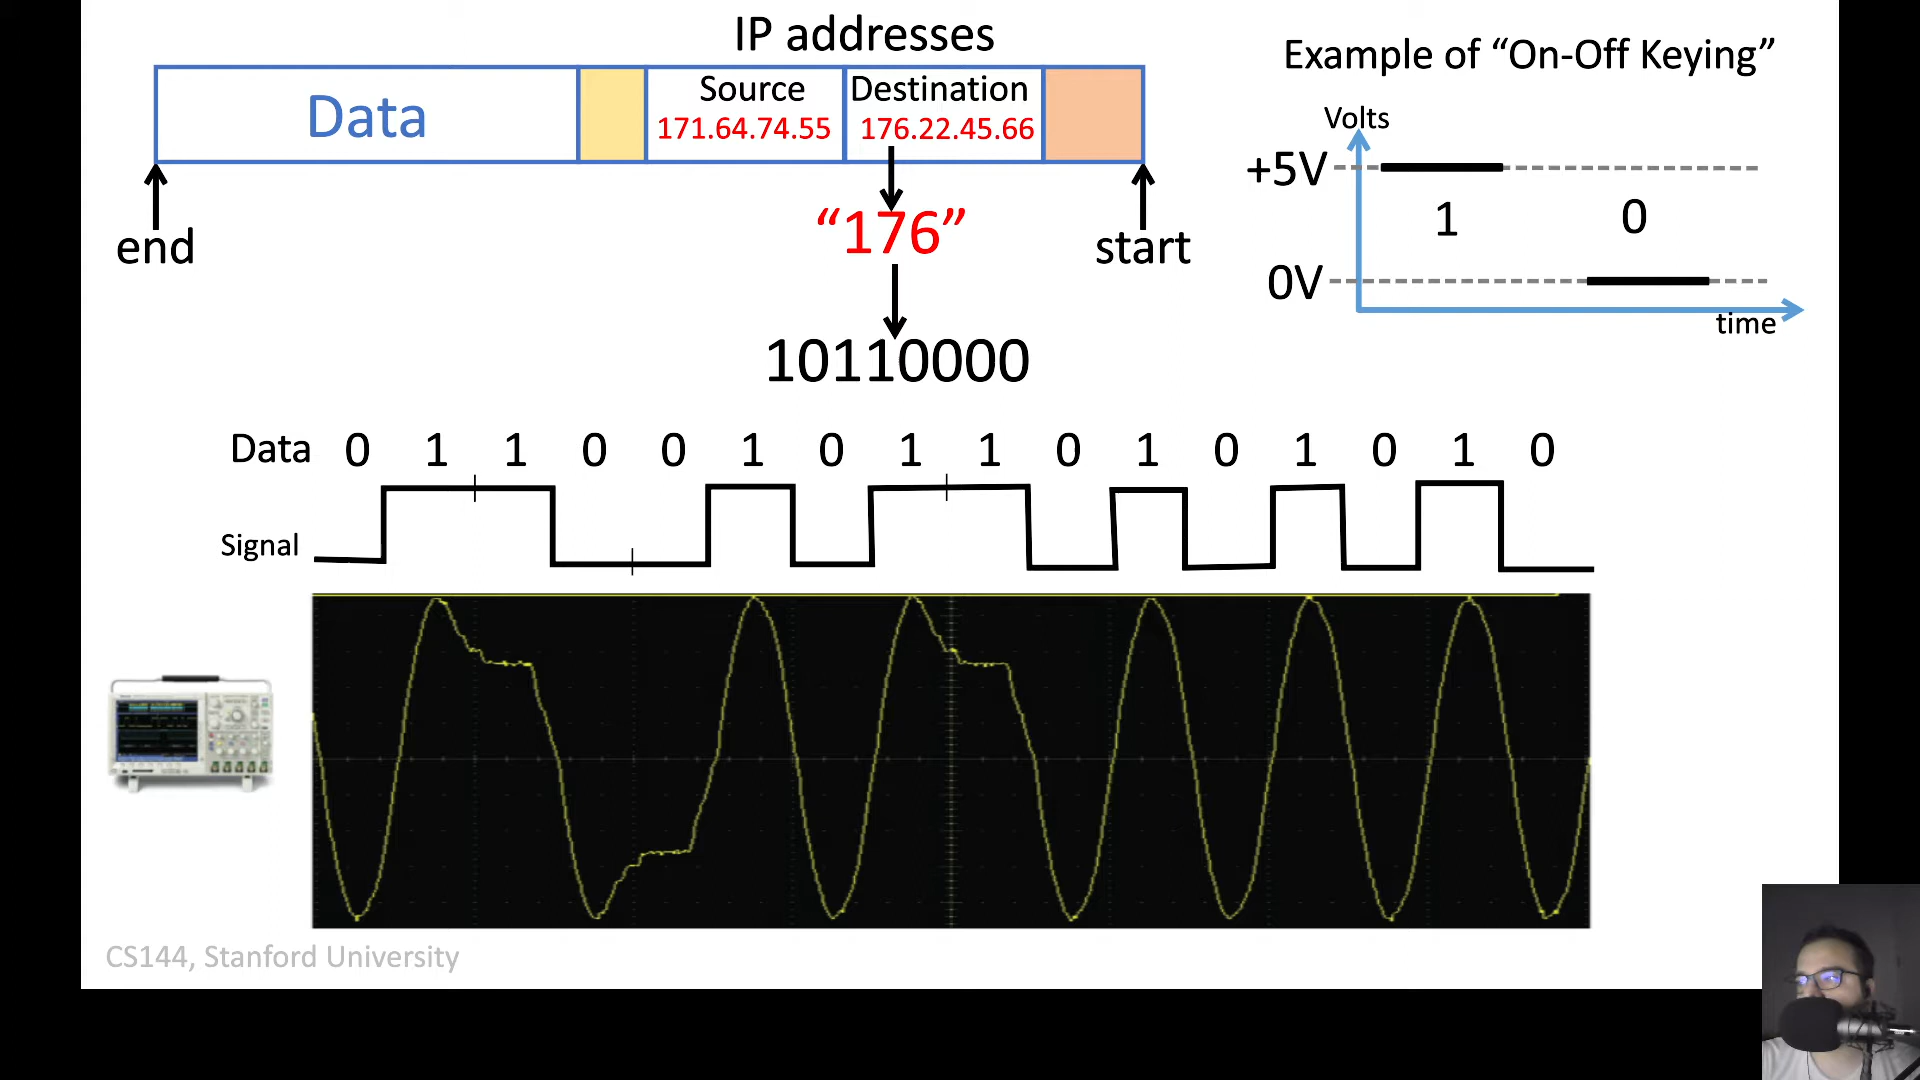 IP addresses
Example of “On-Off Keying”
Data
Source
171.64.74.55
Destination
176.22.45.66
end
start
“176”
10110000
Volts
+5V
1
0
0V
time
Data 0 1 1 0 0 1 0 1 1 0 1 0 1 0 1 0
Signal
CS144, Stanford University